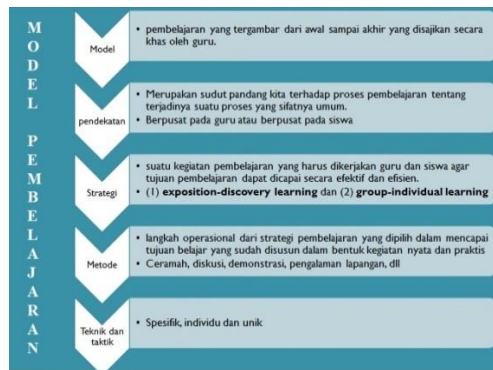 MODEL PEMBELAJARAN
Model
• pembelajaran yang tergambar dari awal sampai akhir yang disajikan secara
khas oleh guru.
pendekatan
• Merupakan sudut pandang kita terhadap proses pembelajaran tentang
terjadinya suatu proses yang sifatnya umum.
• Berpusat pada guru atau berpusat pada siswa
Strategi
• suatu kegiatan pembelajaran yang harus dikerjakan guru dan siswa agar
tujuan pembelajaran dapat dicapai secara efektif dan efisien.
• (1) exposition-discovery learning dan (2) group-individual learning
Metode
• langkah operasional dari strategi pembelajaran yang dipilih dalam mencapai
tujuan belajar yang sudah disusun dalam bentuk kegiatan nyata dan praktis
• Ceramah, diskusi, demonstrasi, pengalaman lapangan, dll
Teknik dan
taktik
• Spesifik, individu dan unik